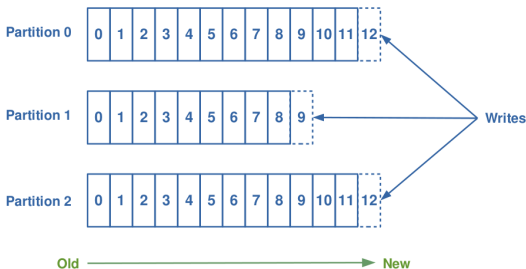 Partition 0
0 1 2 3 4 5 6 7 8 9 10 11 12
Partition 1
0 1 2 3 4 5 6 7 8 9
Writes
Partition 2
0 1 2 3 4 5 6 7 8 9 10 11 12
Old
New